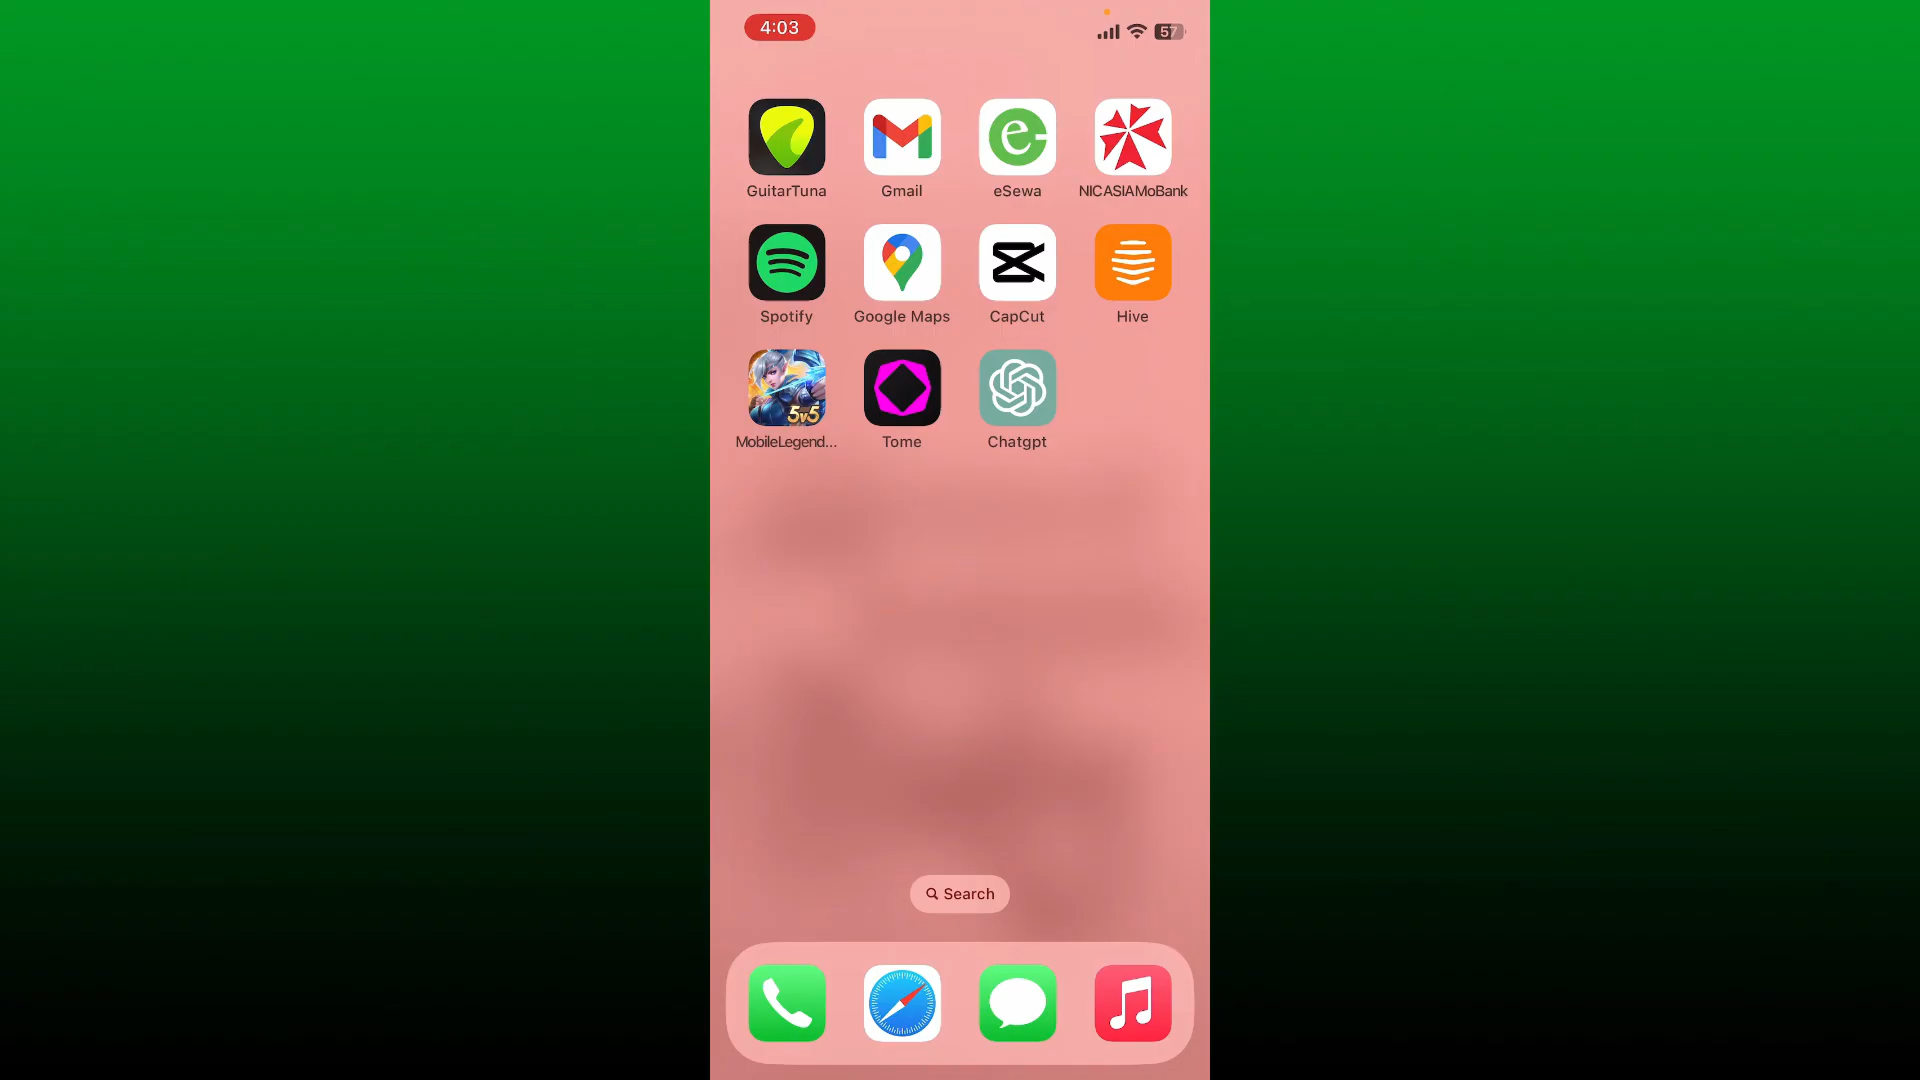 4:03
57
GuitarTuna Gmail eSewa NICASIAMoBank
Spotify Google Maps CapCut Hive
5v5
MobileLegend... Tome Chatgpt
Search